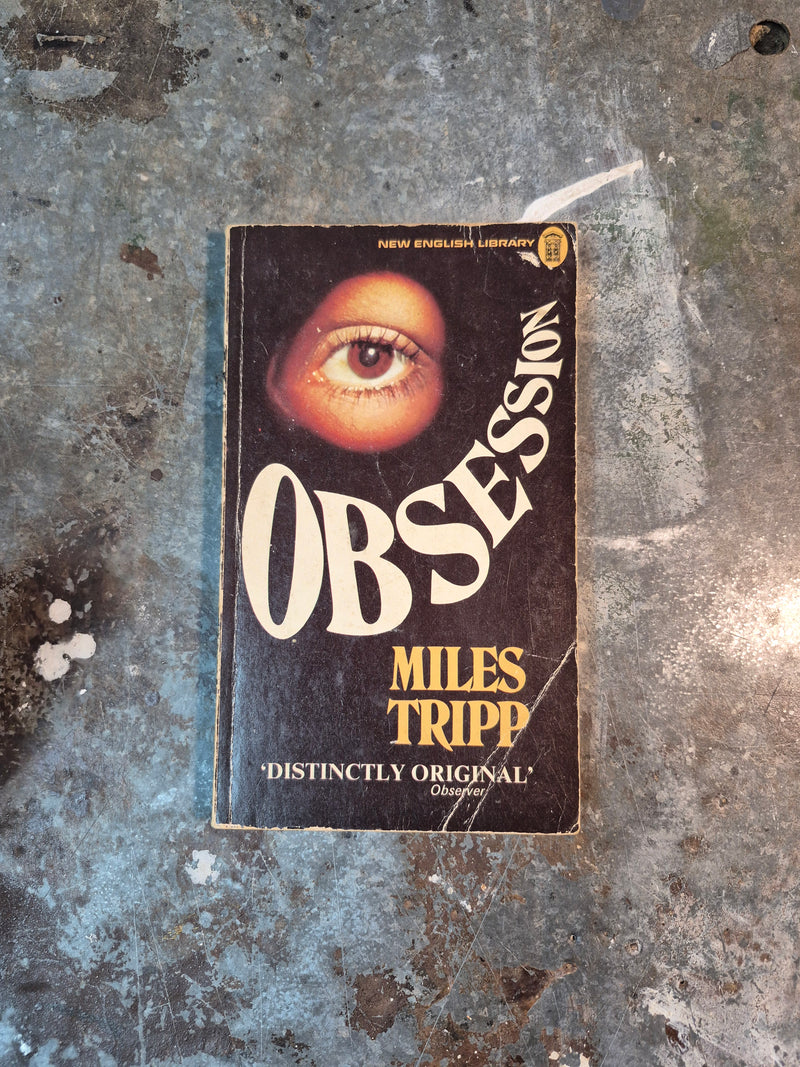 NEW ENGLISH LIBRARY
OBSESSION
MILES
TRIPP
‘DISTINCTLY ORIGINAL’
Observer